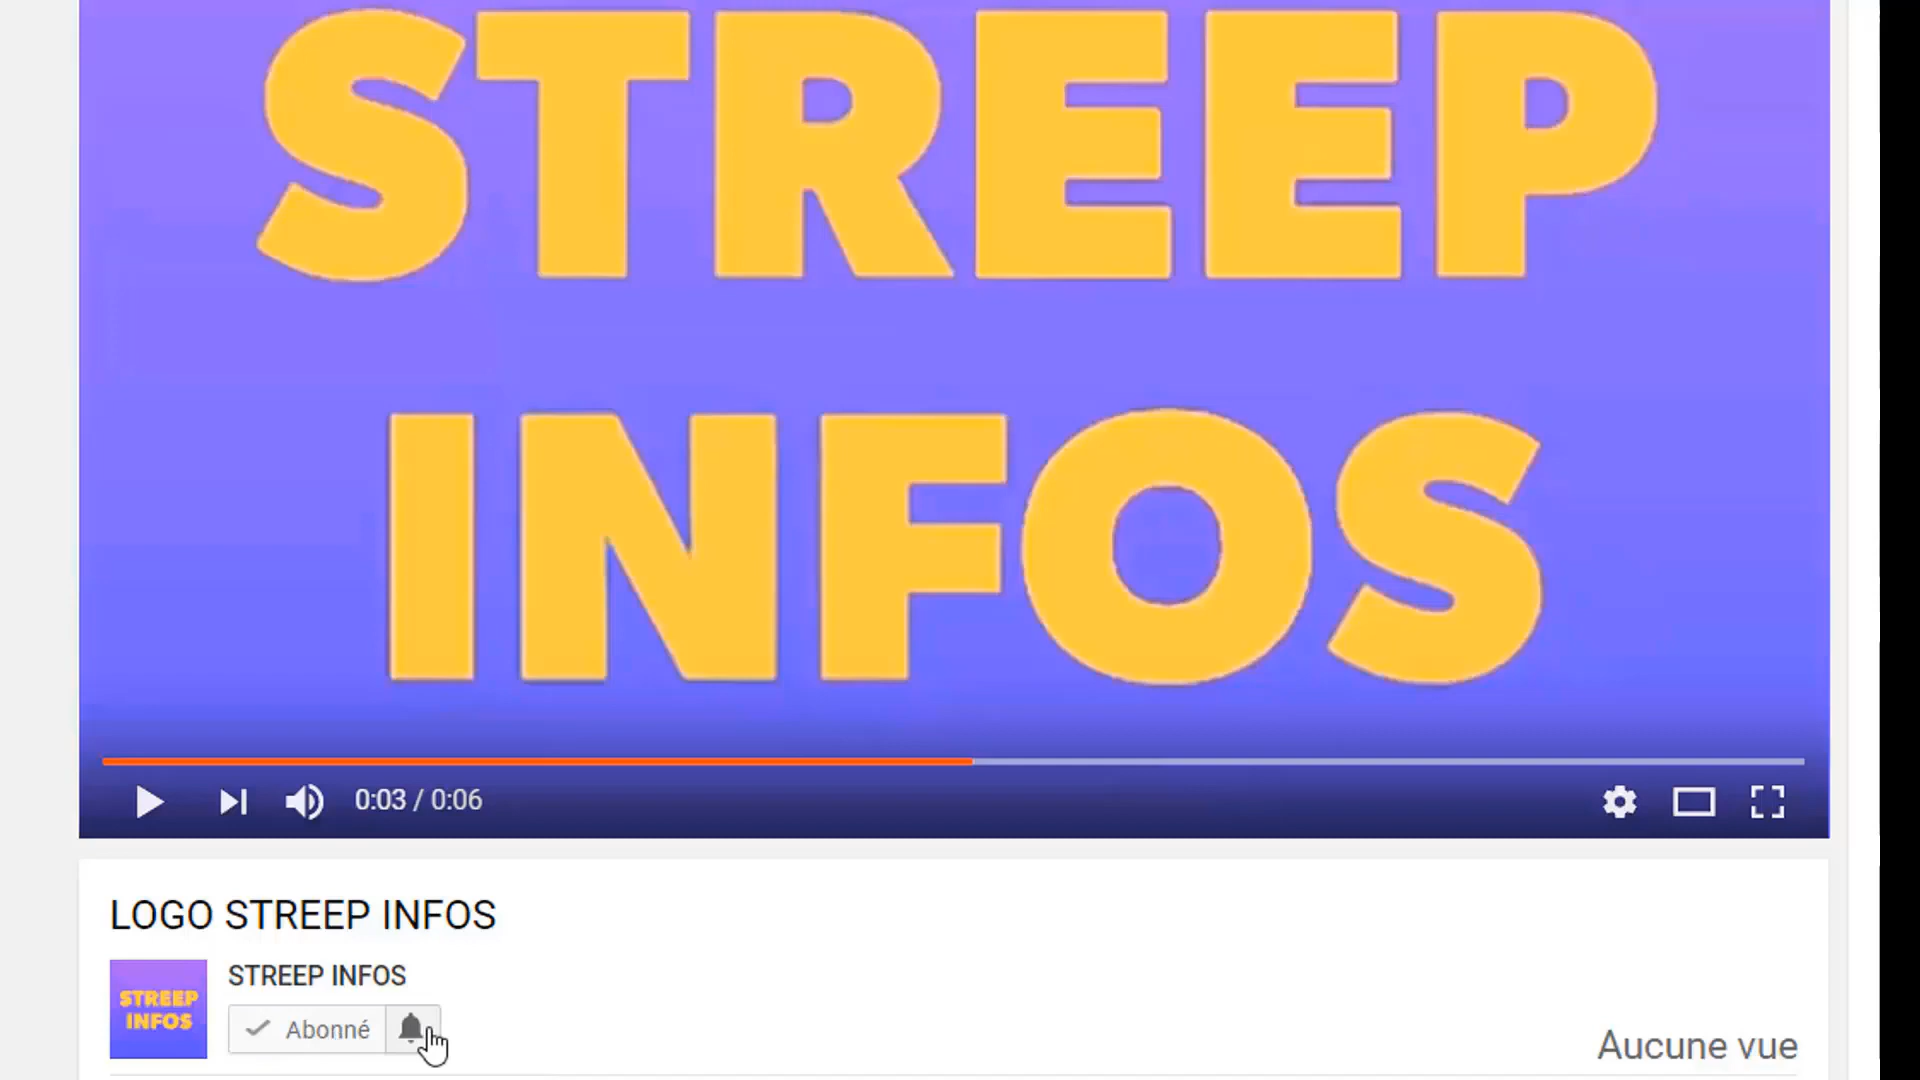 STREEP
INFOS
0:03 / 0:06
LOGO STREEP INFOS
STREEP INFOS
STREEP
INFOS
Abonné
Aucune vue